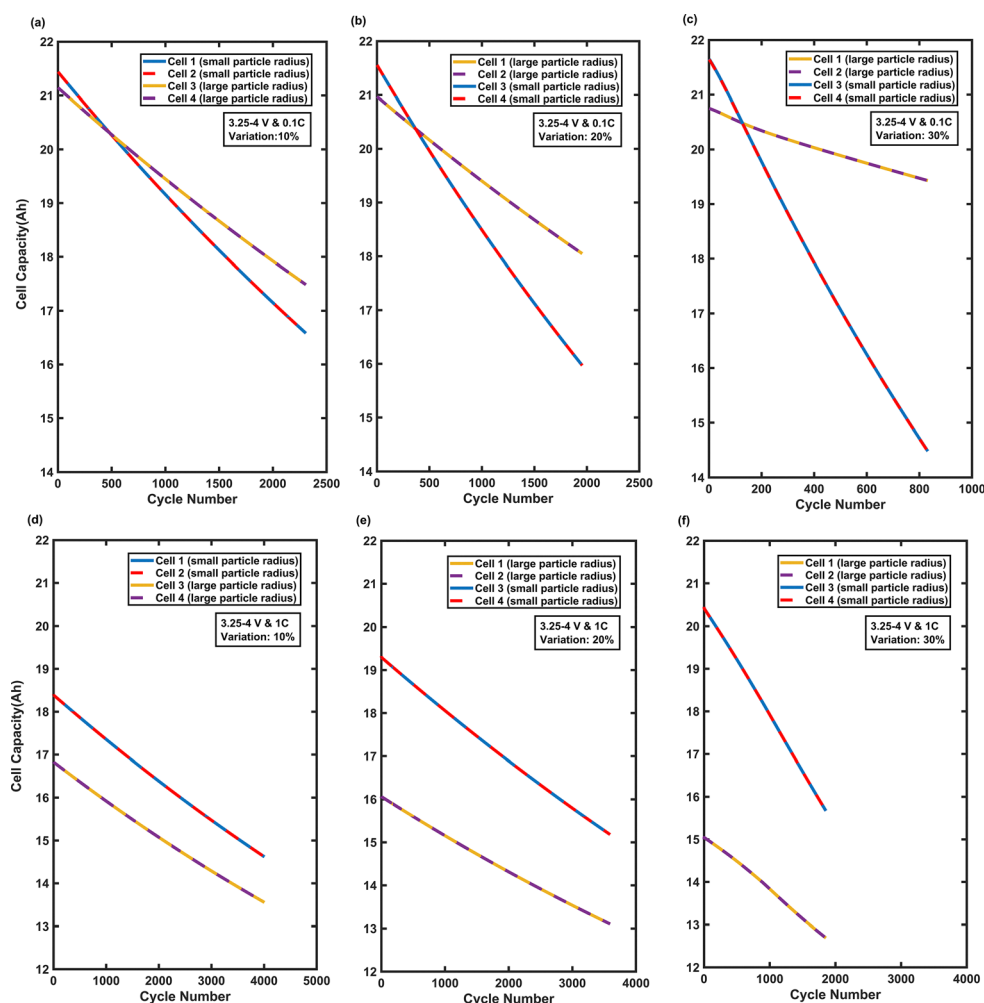 (a)
22
21
20
19
18
17
16
15
14
Cell Capacity(Ah)
Cell 1 (small particle radius)
Cell 2 (small particle radius)
Cell 3 (large particle radius)
Cell 4 (large particle radius)
3.25-4 V & 0.1C
Variation:10%
0 500 1000 1500 2000 2500
Cycle Number
(b)
22
21
20
19
18
17
16
15
14
Cell 1 (large particle radius)
Cell 2 (large particle radius)
Cell 3 (small particle radius)
Cell 4 (small particle radius)
3.25-4 V & 0.1C
Variation: 20%
0 500 1000 1500 2000 2500
Cycle Number
(c)
22
21
20
19
18
17
16
15
14
Cell 1 (large particle radius)
Cell 2 (large particle radius)
Cell 3 (small particle radius)
Cell 4 (small particle radius)
3.25-4 V & 0.1C
Variation: 30%
0 200 400 600 800 1000
Cycle Number
(d)
22
21
20
19
18
17
16
15
14
13
12
Cell Capacity(Ah)
Cell 1 (small particle radius)
Cell 2 (small particle radius)
Cell 2 (large particle radius)
Cell 4 (large particle radius)
3.25-4 V & 1C
Variation: 10%
0 1000 2000 3000 4000 5000
Cycle Number
(e)
22
21
20
19
18
17
16
15
14
13
12
Cell 1 (large particle radius)
Cell 2 (large particle radius)
Cell 3 (small particle radius)
Cell 4 (small particle radius)
3.25-4 V & 1C
Variation: 20%
0 1000 2000 3000 4000
Cycle Number
(f)
22
21
20
19
18
17
16
15
14
13
12
Cell 1 (large particle radius)
Cell 2 (large particle radius)
Cell 3 (small particle radius)
Cell 4 (small particle radius)
3.25-4 V & 1C
Variation: 30%
0 1000 2000 3000 4000
Cycle Number